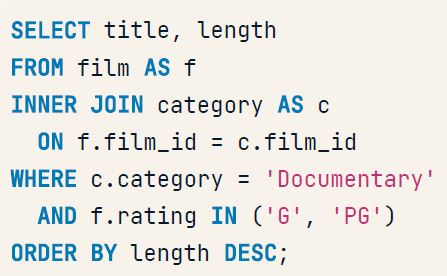 SELECT title, length
FROM film AS f
INNER JOIN category AS c
ON f.film_id = c.film_id
WHERE c.category = 'Documentary'
AND f.rating IN ('G', 'PG')
ORDER BY length DESC;